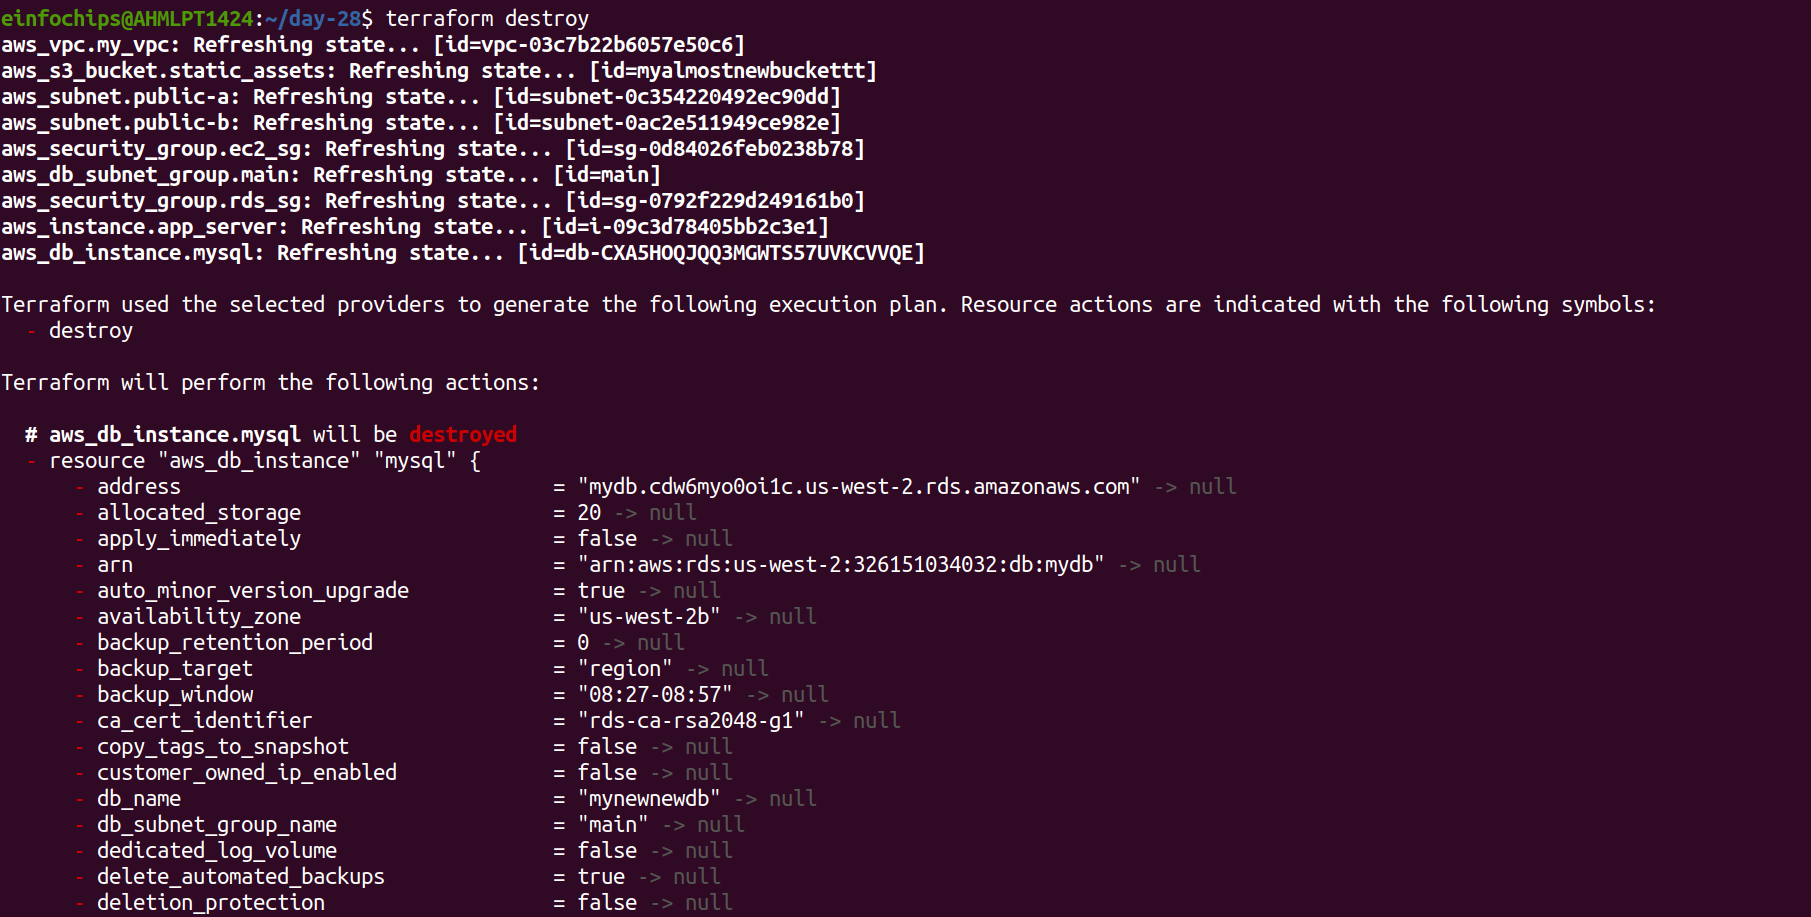 einfochips@AHMLPT1424:~/day-28$ terraform destroy
aws_vpc.my_vpc: Refreshing state... [id=vpc-03c7b22b6057e50c6]
aws_s3_bucket.static_assets: Refreshing state... [id=myalmostnewbuckettt]
aws_subnet.public-a: Refreshing state... [id=subnet-0c354220492ec90dd]
aws_subnet.public-b: Refreshing state... [id=subnet-0ac2e511949ce982e]
aws_security_group.ec2_sg: Refreshing state... [id=sg-0d84026feb0238b78]
aws_db_subnet_group.main: Refreshing state... [id=main]
aws_security_group.rds_sg: Refreshing state... [id=sg-0792f229d249161b0]
aws_instance.app_server: Refreshing state... [id=i-09c3d78405bb2c3e1]
aws_db_instance.mysql: Refreshing state... [id=db-CXA5HOQJQQ3MGWTS57UVKCVVQE]
Terraform used the selected providers to generate the following execution plan. Resource actions are indicated with the following symbols:
  - destroy
Terraform will perform the following actions:
  # aws_db_instance.mysql will be destroyed
  - resource "aws_db_instance" "mysql" {
      - address                               = "mydb.cdw6myo0oi1c.us-west-2.rds.amazonaws.com" -> null
      - allocated_storage                     = 20 -> null
      - apply_immediately                     = false -> null
      - arn                                   = "arn:aws:rds:us-west-2:326151034032:db:mydb" -> null
      - auto_minor_version_upgrade            = true -> null
      - availability_zone                     = "us-west-2b" -> null
      - backup_retention_period               = 0 -> null
      - backup_target                         = "region" -> null
      - backup_window                         = "08:27-08:57" -> null
      - ca_cert_identifier                    = "rds-ca-rsa2048-g1" -> null
      - copy_tags_to_snapshot                 = false -> null
      - customer_owned_ip_enabled             = false -> null
      - db_name                               = "mynewnewdb" -> null
      - db_subnet_group_name                  = "main" -> null
      - dedicated_log_volume                  = false -> null
      - delete_automated_backups              = true -> null
      - deletion_protection                   = false -> null